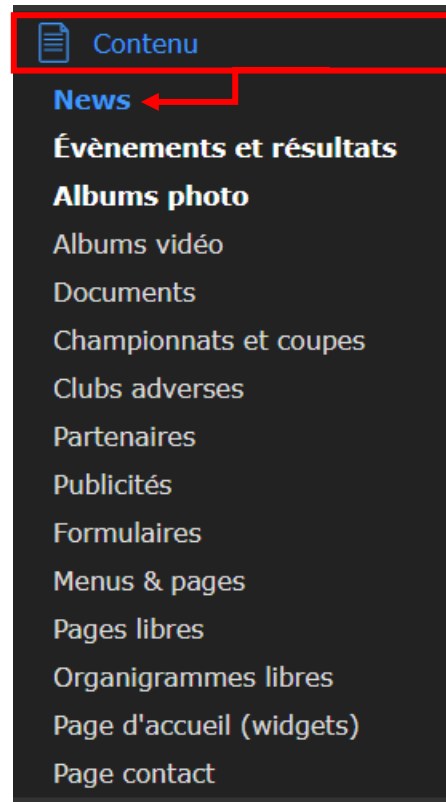 Contenu
News
Évènements et résultats
Albums photo
Albums vidéo
Documents
Championnats et coupes
Clubs adverses
Partenaires
Publicités
Formulaires
Menus & pages
Pages libres
Organigrammes libres
Page d'accueil (widgets)
Page contact